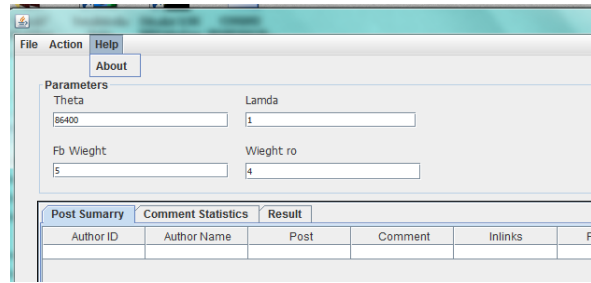 File Action Help
About
Parameters
Theta Lamda
86400 1
Fb Wieght Wieght ro
5 4
Post Sumarry Comment Statistics Result
Author ID Author Name Post Comment Inlinks